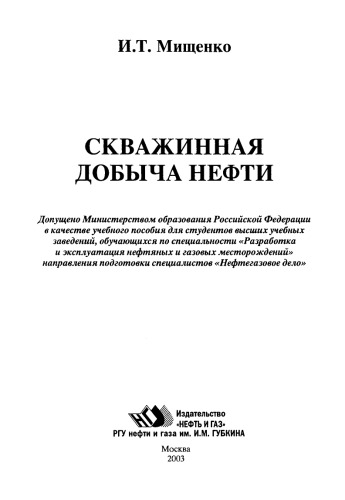 И.Т. Мищенко
СКВАЖИННАЯ
ДОБЫЧА НЕФТИ
Допущено Министерством образования Российской Федерации
в качестве учебного пособия для студентов высших учебных
заведений, обучающихся по специальности «Разработка
и эксплуатация нефтяных и газовых месторождений»
направления подготовки специалистов «Нефтегазовое дело»
Издательство
«НЕФТЬ И ГАЗ»
РГУ нефти и газа им. И.М. ГУБКИНА
Москва
2003